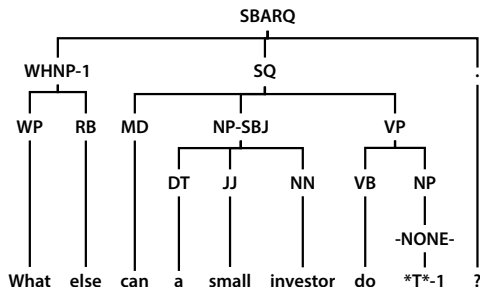 SBARQ
WHNP-1 SQ .
WP RB MD NP-SBJ VP
DT JJ NN VB NP
-NONE-
What else can a small investor do *T*-1 ?